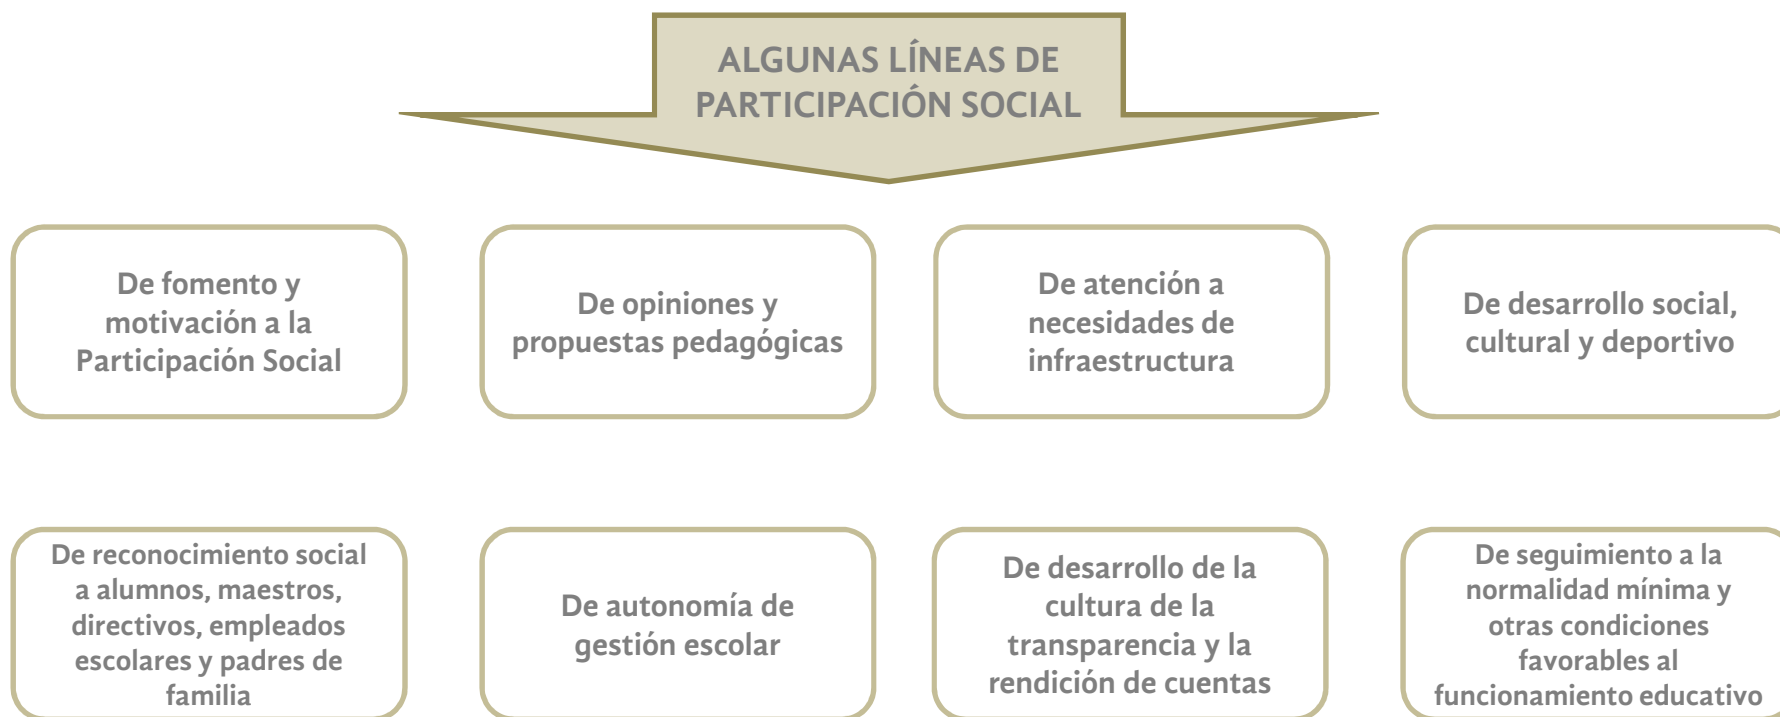 ALGUNAS LÍNEAS DE
PARTICIPACIÓN SOCIAL
De fomento y
motivación a la
Participación Social
De opiniones y
propuestas pedagógicas
De atención a
necesidades de
infraestructura
De desarrollo social,
cultural y deportivo
De reconocimiento social
a alumnos, maestros,
directivos, empleados
escolares y padres de
familia
De autonomía de
gestión escolar
De desarrollo de la
cultura de la
transparencia y la
rendición de cuentas
De seguimiento a la
normalidad mínima y
otras condiciones
favorables al
funcionamiento educativo